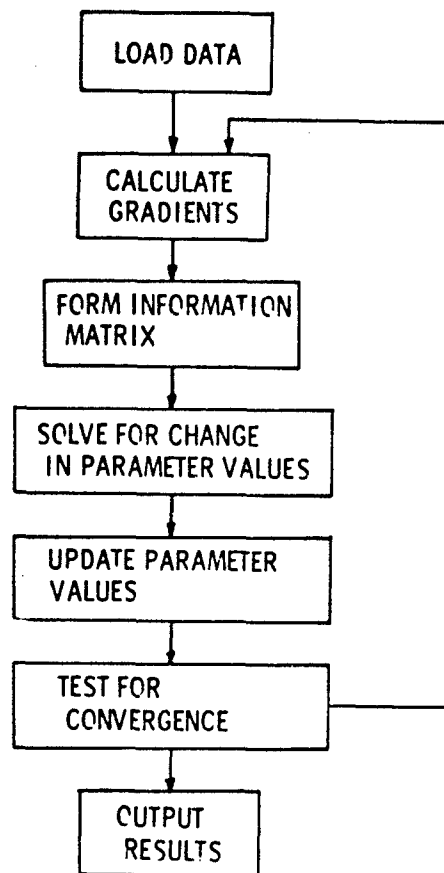 LOAD DATA
CALCULATE
GRADIENTS
FORM INFORMATION
MATRIX
SOLVE FOR CHANGE
IN PARAMETER VALUES
UPDATE PARAMETER
VALUES
TEST FOR
CONVERGENCE
OUTPUT
RESULTS